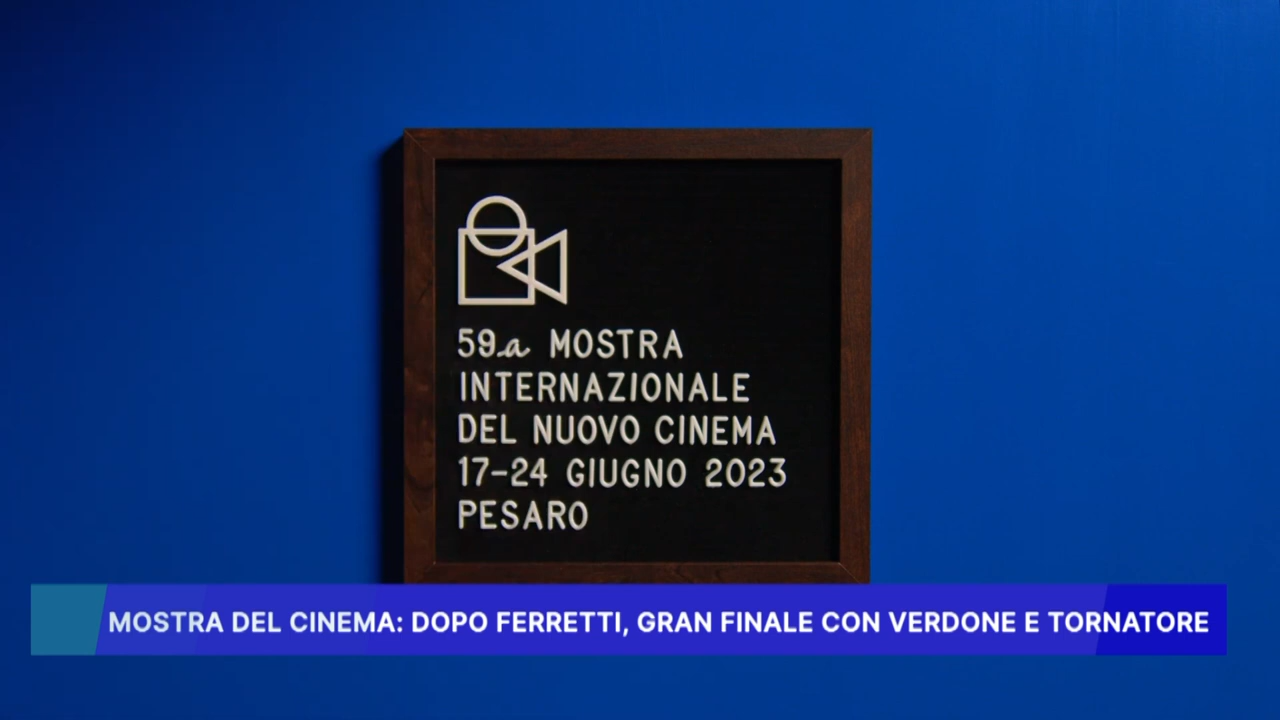 59.a MOSTRA
INTERNAZIONALE
DEL NUOVO CINEMA
17-24 GIUGNO 2023
PESARO
MOSTRA DEL CINEMA: DOPO FERRETTI, GRAN FINALE CON VERDONE E TORNATORE